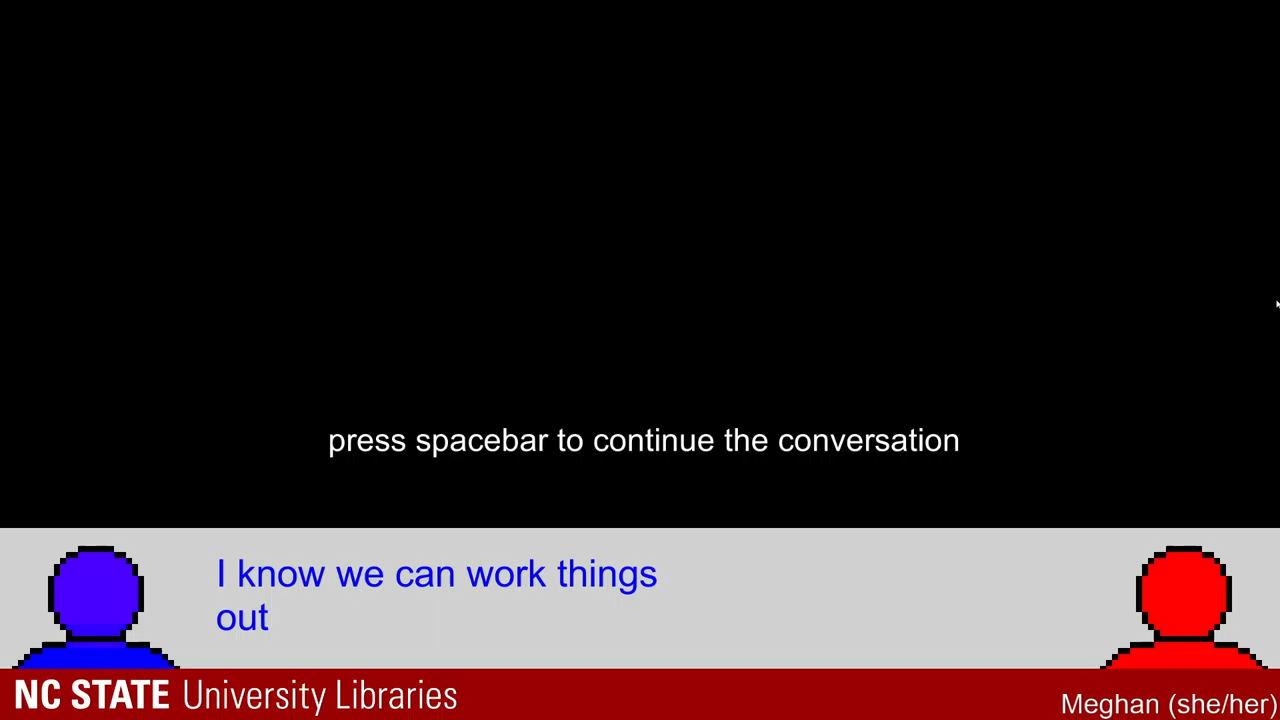 press spacebar to continue the conversation
I know we can work things
out
NC STATE University Libraries
Meghan (she/her)